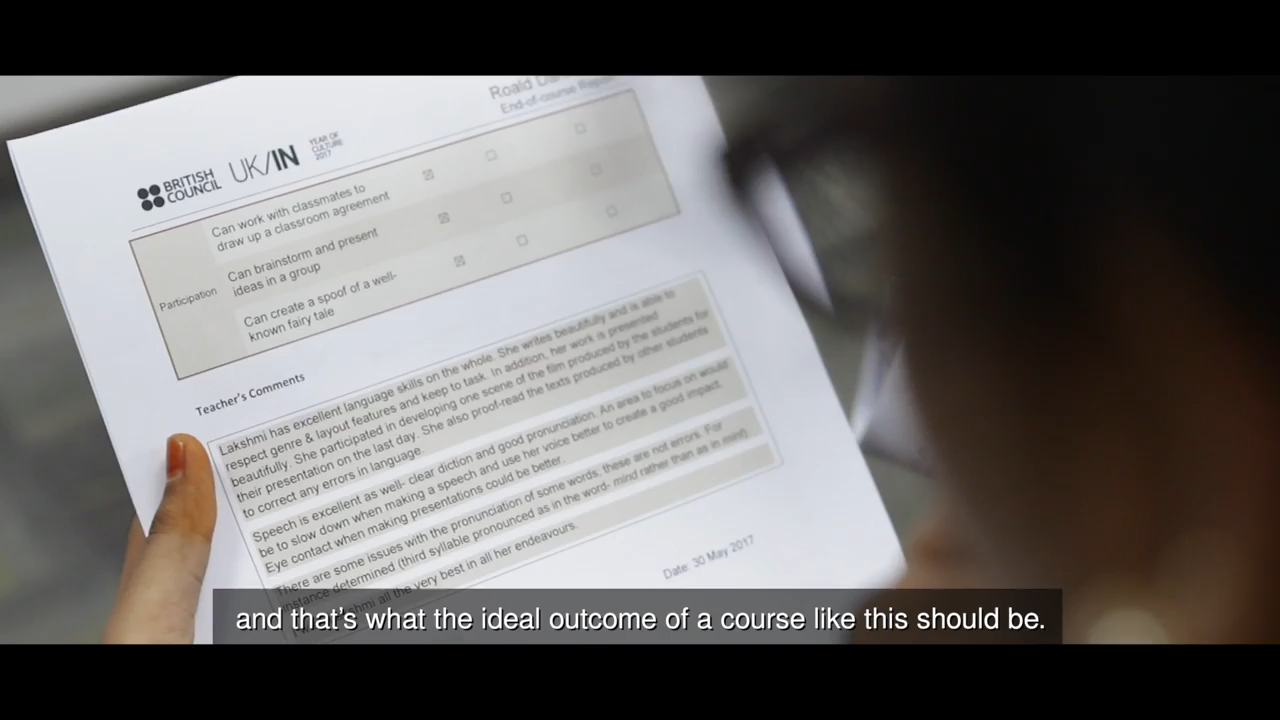 Roald
End-of-course Report
BRITISH
COUNCIL
UK/IN
YEAR OF
CULTURE
2017
Participation
Can work with classmates to
draw up a classroom agreement
Can brainstorm and present
ideas in a group
Can create a spoof of a well-
known fairy tale
Teacher's Comments
Lakshmi has excellent language skills on the whole. She writes beautifully and is able to
respect genre & layout features and keep to task. In addition, her work is presented
beautifully. She participated in developing one scene of the film produced by the students for
their presentation on the last day. She also proof-read the texts produced by other students
to correct any errors in language.
Speech is excellent as well- clear diction and good pronunciation. An area to focus on would
be to slow down when making a speech and use her voice better to create a good impact.
Eye contact when making presentations could be better.
There are some issues with the pronunciation of some words, these are not errors. For
instance determined (third syllable pronounced as in the word- mind rather than as in mint)
all the very best in all her endeavours.
Date: 30 May 2017
and that's what the ideal outcome of a course like this should be.